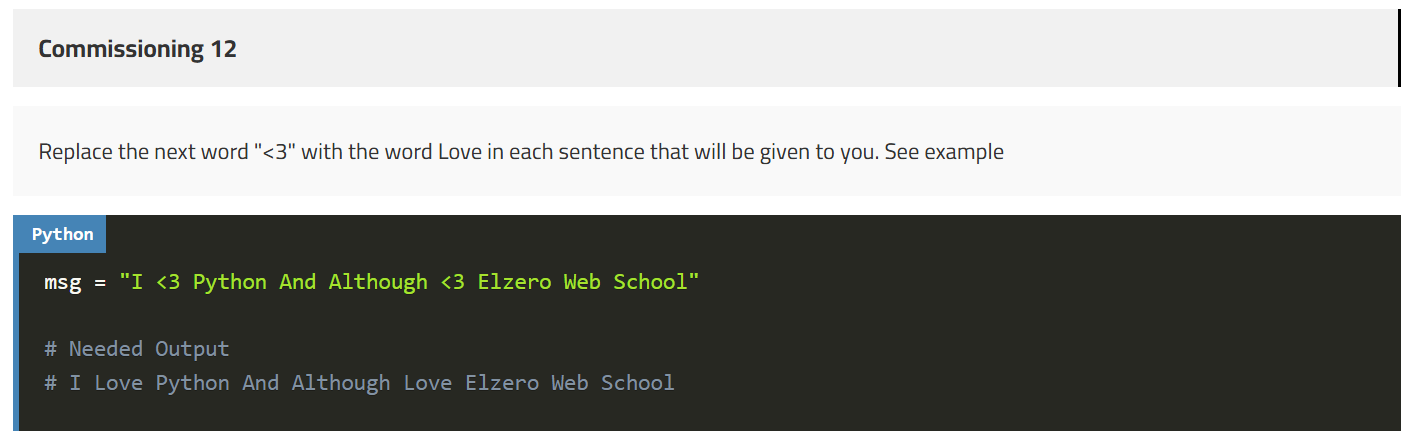 Commissioning 12
Replace the next word "<3" with the word Love in each sentence that will be given to you. See example
Python
msg = "I <3 Python And Although <3 Elzero Web School"
# Needed Output
# I Love Python And Although Love Elzero Web School